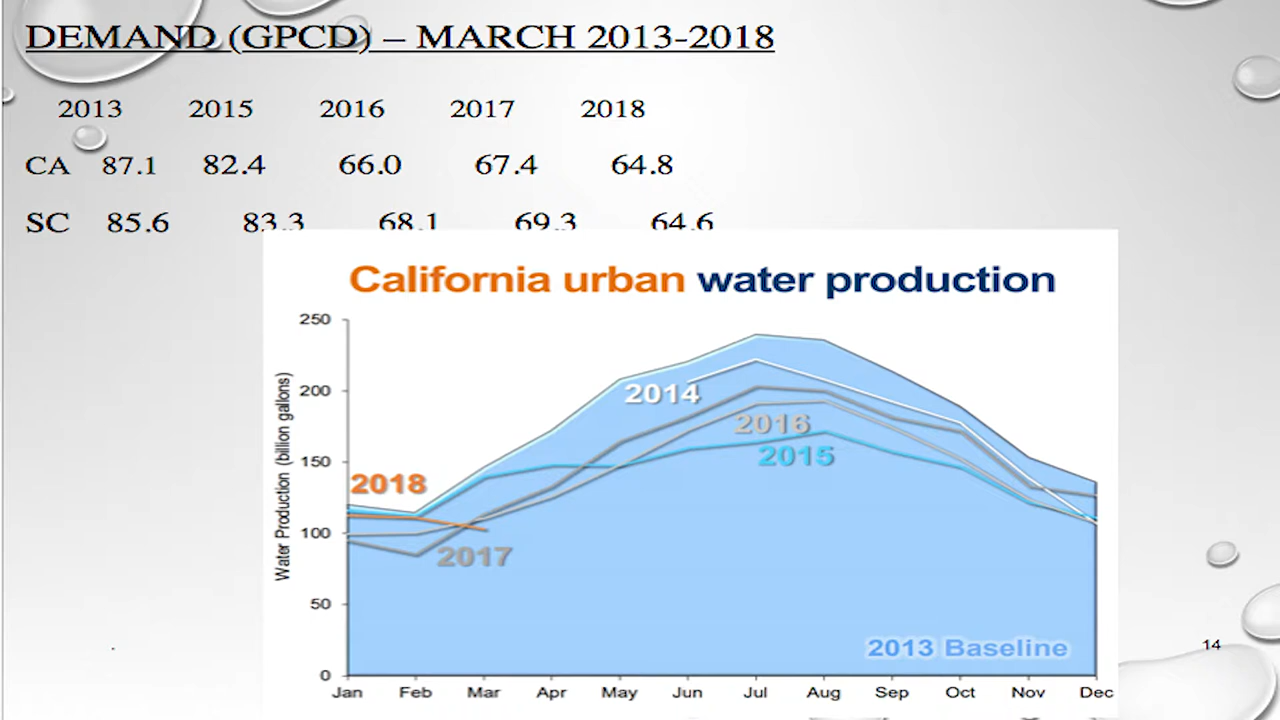 DEMAND (GPCD) – MARCH 2013-2018
2013 2015 2016 2017 2018
CA 87.1 82.4 66.0 67.4 64.8
SC 85.6 83.3 68.1 69.3 64.6
California urban water production
Water Production (billion gallons)
250
200
150
100
50
0
2014
2016
2015
2018
2017
2013 Baseline
Jan Feb Mar Apr May Jun Jul Aug Sep Oct Nov Dec
14